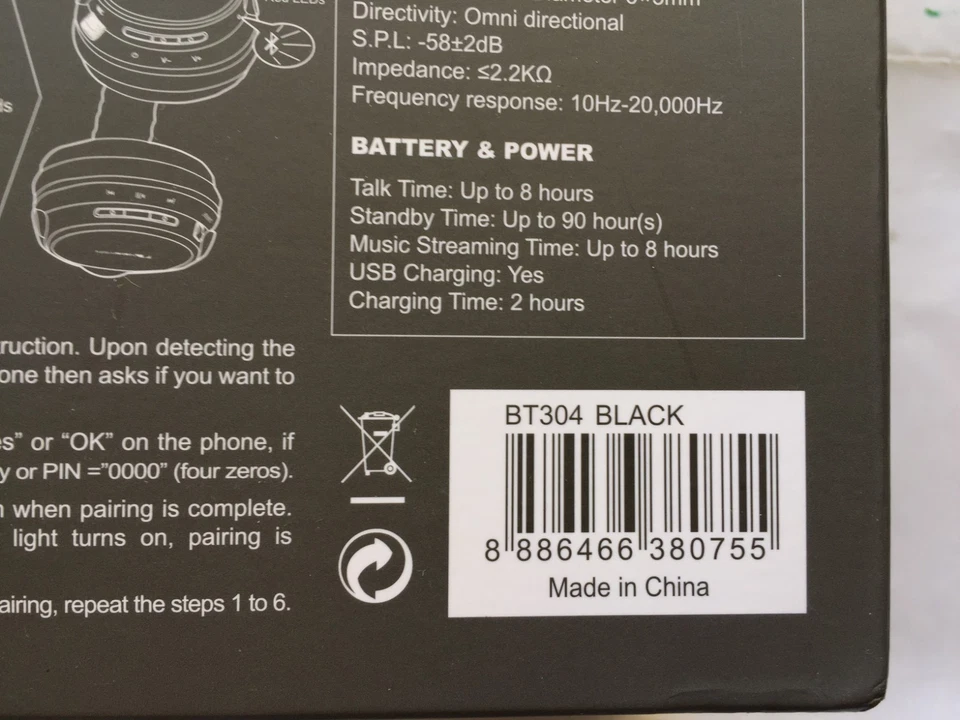 LEDs
Directivity: Omni directional
S.P.L: -58±2dB
Impedance: ≤2.2KΩ
Frequency response: 10Hz-20,000Hz
BATTERY & POWER
Talk Time: Up to 8 hours
Standby Time: Up to 90 hour(s)
Music Streaming Time: Up to 8 hours
USB Charging: Yes
Charging Time: 2 hours
ruction. Upon detecting the
one then asks if you want to
es” or “OK” on the phone, if
y or PIN =”0000” (four zeros).
n when pairing is complete.
light turns on, pairing is
airing, repeat the steps 1 to 6.
BT304 BLACK
8 886466 380755
Made in China